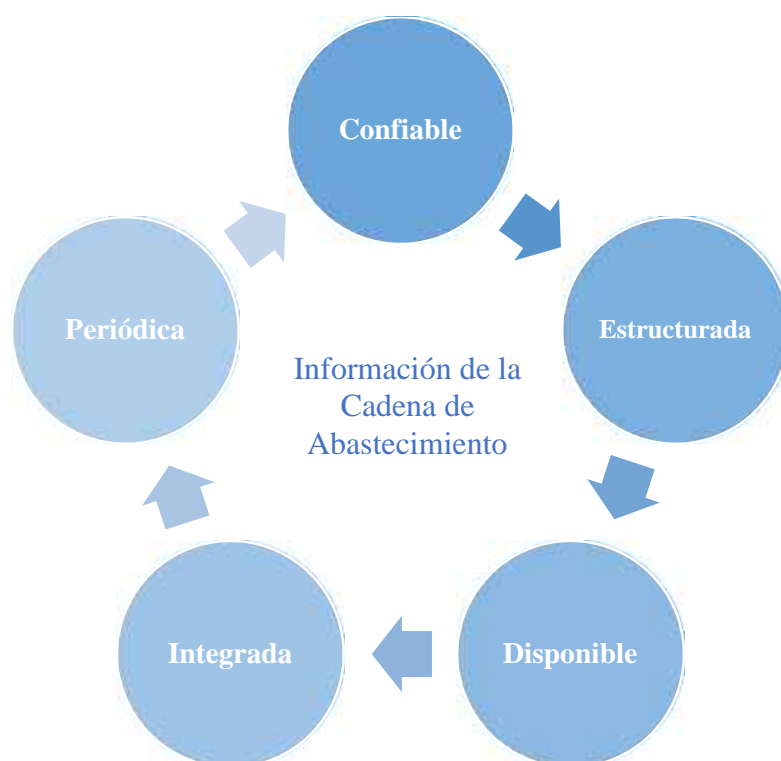 Confiable
Estructurada
Disponible
Integrada
Periódica
Información de la
Cadena de
Abastecimiento